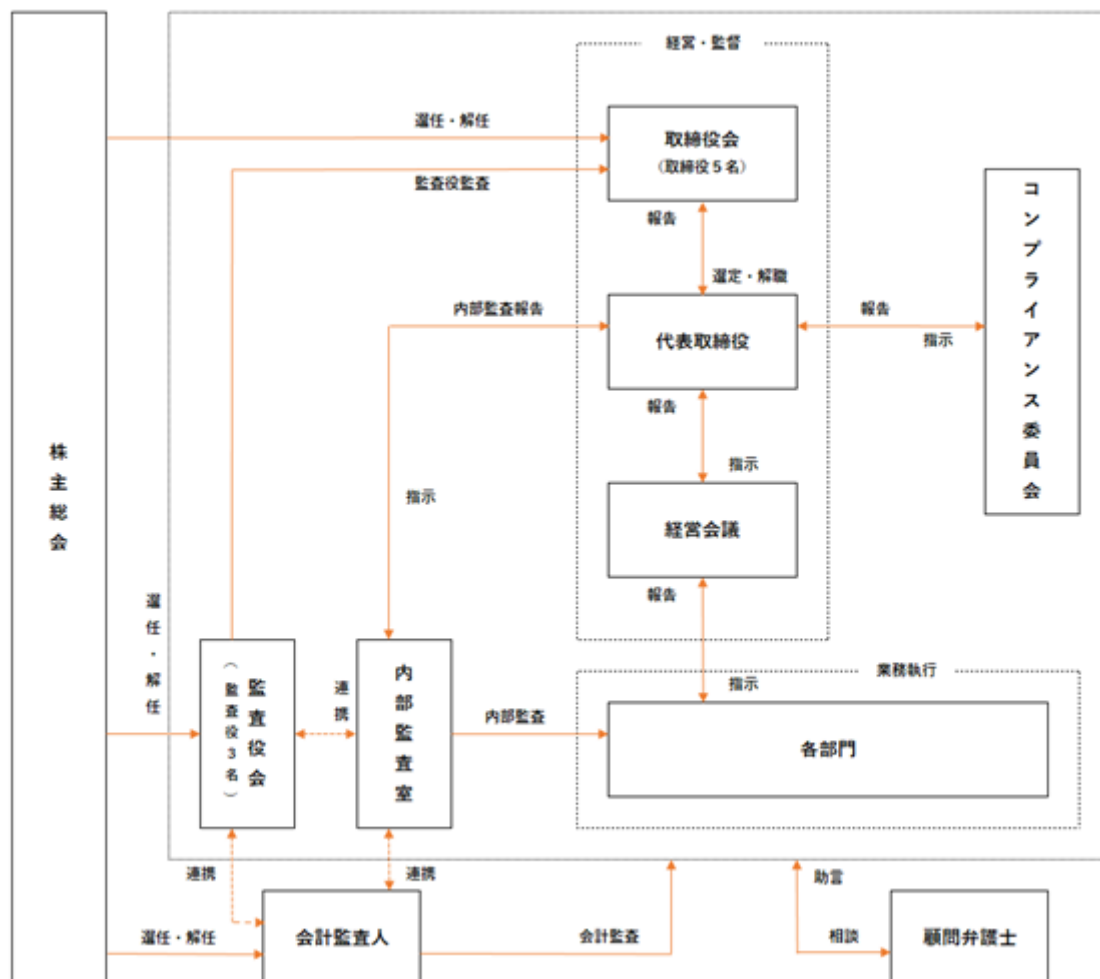 経営・監督
選任・解任
取締役会
（取締役５名）
監査役監査
報告
選定・解職
内部監査報告
代表取締役
報告
指示
コンプライアンス委員会
報告
指示
経営会議
指示
株主総会
報告
選任・解任
業務執行
指示
監査役会
（監査役３名）
連携
内部監査室
内部監査
各部門
連携
連携
助言
選任・解任
会計監査人
会計監査
相談
顧問弁護士